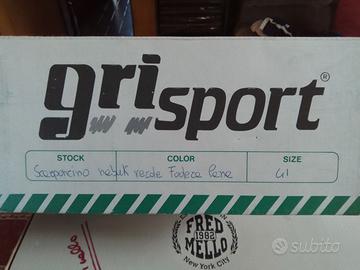 grisport®
STOCK COLOR SIZE
Scarponcino nabuk verde Fodera Pelle 41
FRED
1982
MELLO
New York City
subito